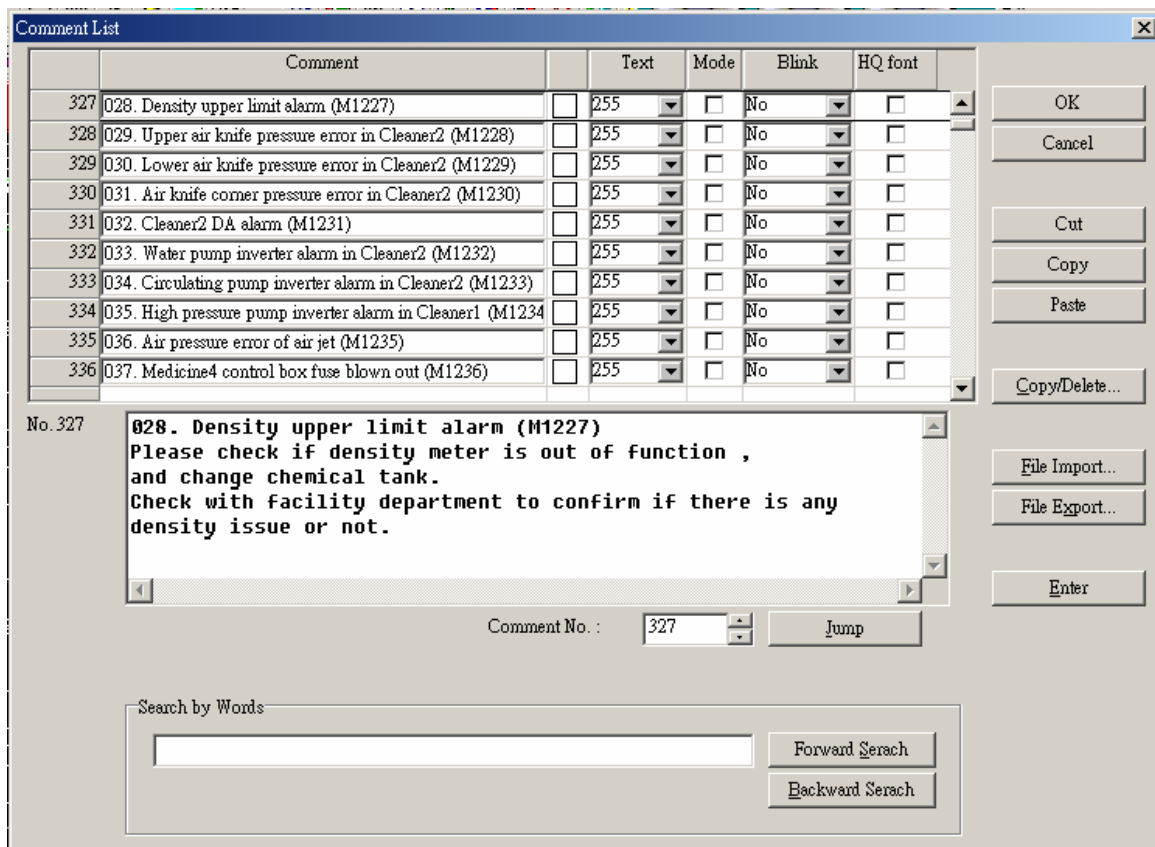 Comment List
Comment Text Mode Blink HQ font
327 028. Density upper limit alarm (M1227) 255 No
328 029. Upper air knife pressure error in Cleaner2 (M1228) 255 No
329 030. Lower air knife pressure error in Cleaner2 (M1229) 255 No
330 031. Air knife corner pressure error in Cleaner2 (M1230) 255 No
331 032. Cleaner2 DA alarm (M1231) 255 No
332 033. Water pump inverter alarm in Cleaner2 (M1232) 255 No
333 034. Circulating pump inverter alarm in Cleaner2 (M1233) 255 No
334 035. High pressure pump inverter alarm in Cleaner1 (M1234 255 No
335 036. Air pressure error of air jet (M1235) 255 No
336 037. Medicine4 control box fuse blown out (M1236) 255 No
OK
Cancel
Cut
Copy
Paste
Copy/Delete...
File Import...
File Export...
Enter
No. 327
028. Density upper limit alarm (M1227)
Please check if density meter is out of function ,
and change chemical tank.
Check with facility department to confirm if there is any
density issue or not.
Comment No. : 327 Jump
Search by Words
Forward Serach
Backward Serach